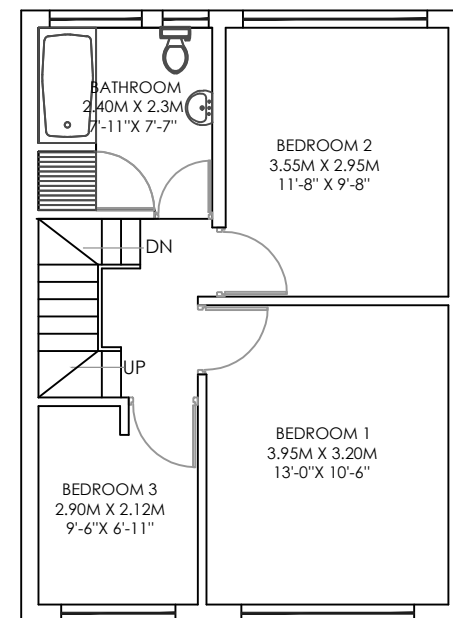 BATHROOM
2.40M X 2.3M
7'-11"X 7'-7"
BEDROOM 2
3.55M X 2.95M
11'-8" X 9'-8"
DN
UP
BEDROOM 1
3.95M X 3.20M
13'-0"X 10'-6"
BEDROOM 3
2.90M X 2.12M
9'-6"X 6'-11"